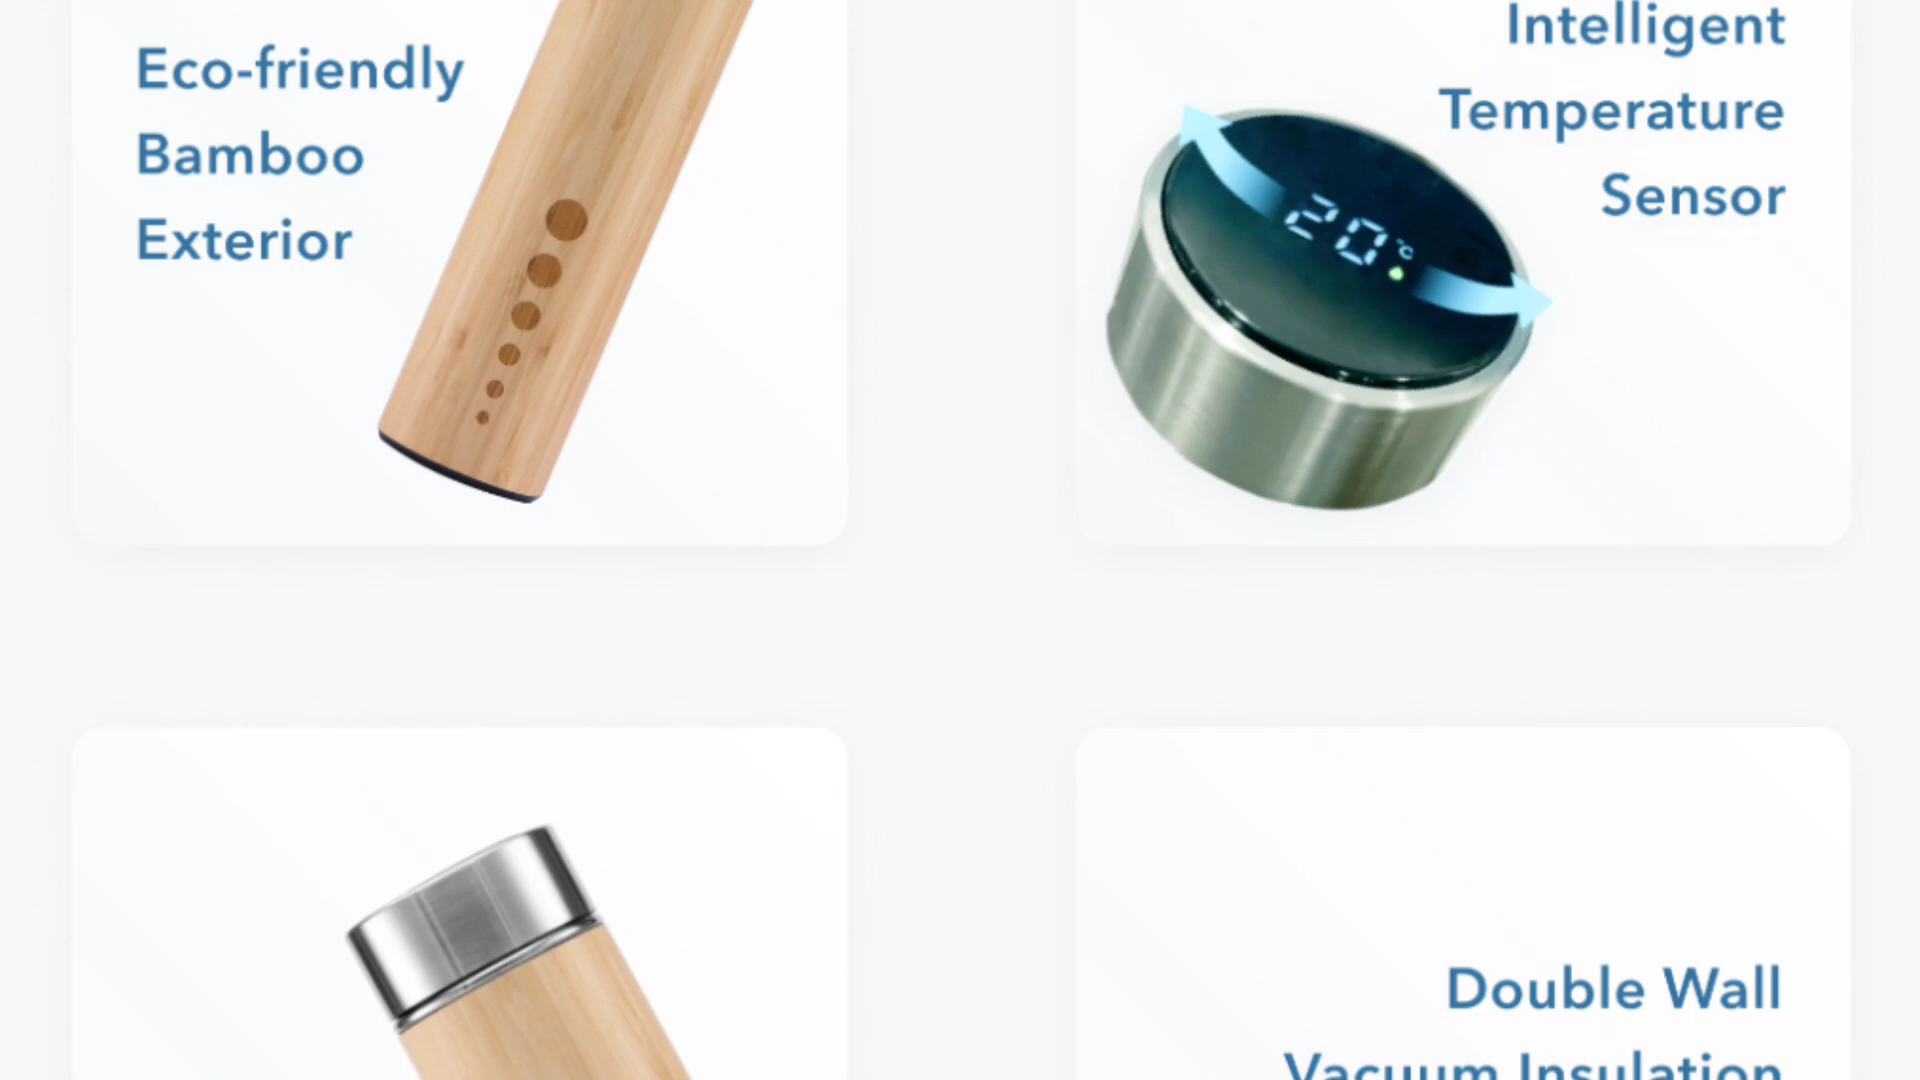 Eco-friendly
Bamboo
Exterior
Intelligent
Temperature
Sensor
20°C
Double Wall
Vacuum Insulation